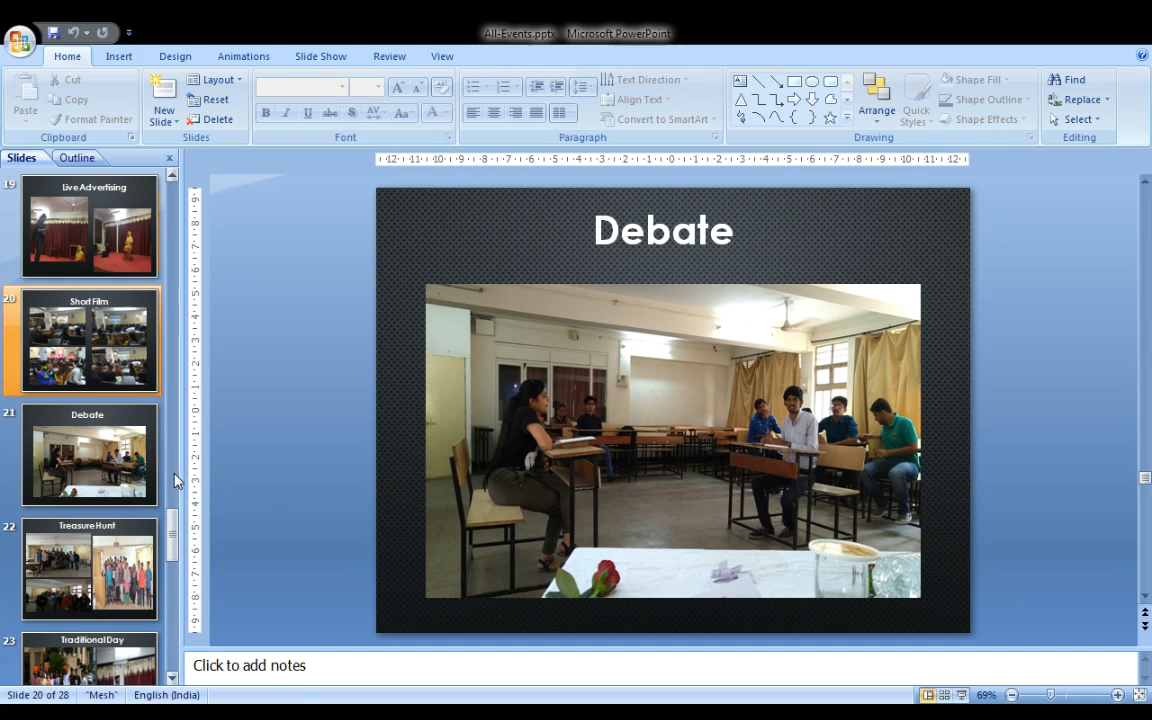 All-Events.pptx - Microsoft PowerPoint
Home Insert Design Animations Slide Show Review View
Cut Layout Text Direction Shape Fill Find
Paste Copy New Slide Reset Align Text Arrange Quick Styles Shape Outline Replace
Format Painter Delete B I U abc S AV Aa A Convert to SmartArt Shape Effects Select
Clipboard Slides Font Paragraph Drawing Editing
Slides Outline
19
Live Advertising
20
Short Film
21
Debate
22
Treasure Hunt
23
Traditional Day
Debate
Click to add notes
Slide 20 of 28 "Mesh" English (India) 69%